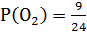 P(O₂) = 9/24